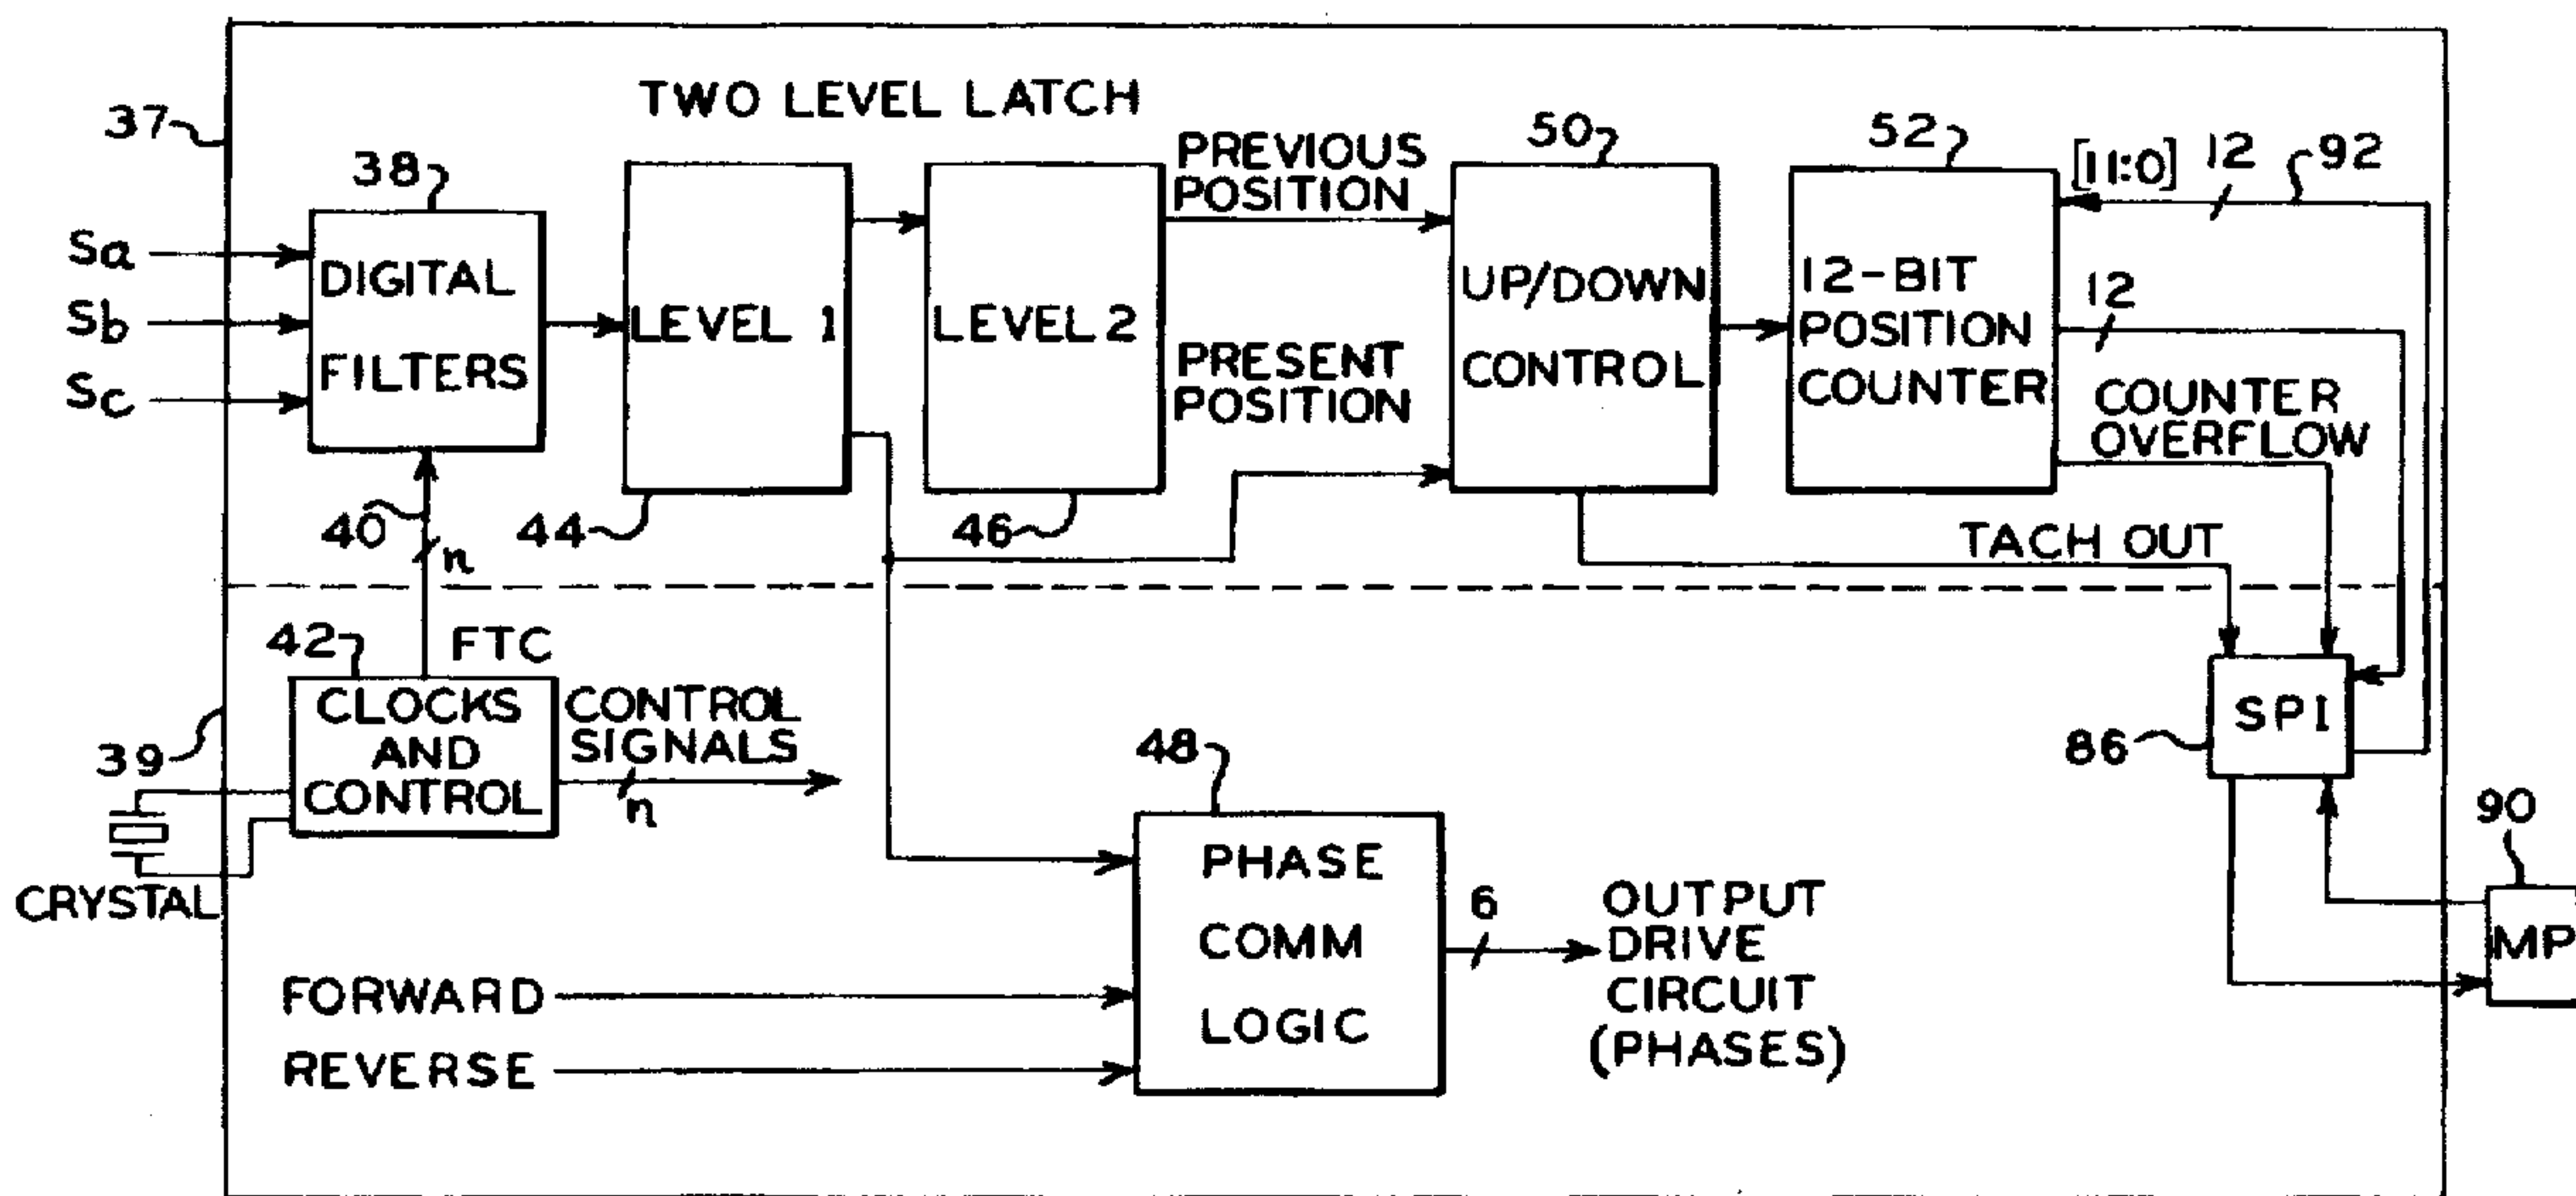 TWO LEVEL LATCH
37
38
Sa
Sb
Sc
DIGITAL
FILTERS
40
n
LEVEL 1
44
LEVEL 2
46
PREVIOUS
POSITION
PRESENT
POSITION
50
UP/DOWN
CONTROL
52
12-BIT
POSITION
COUNTER
[11:0]
12
92
12
COUNTER
OVERFLOW
TACH OUT
39
42
FTC
CLOCKS
AND
CONTROL
CONTROL
SIGNALS
n
CRYSTAL
FORWARD
REVERSE
48
PHASE
COMM
LOGIC
6
OUTPUT
DRIVE
CIRCUIT
(PHASES)
86
SPI
90
MP